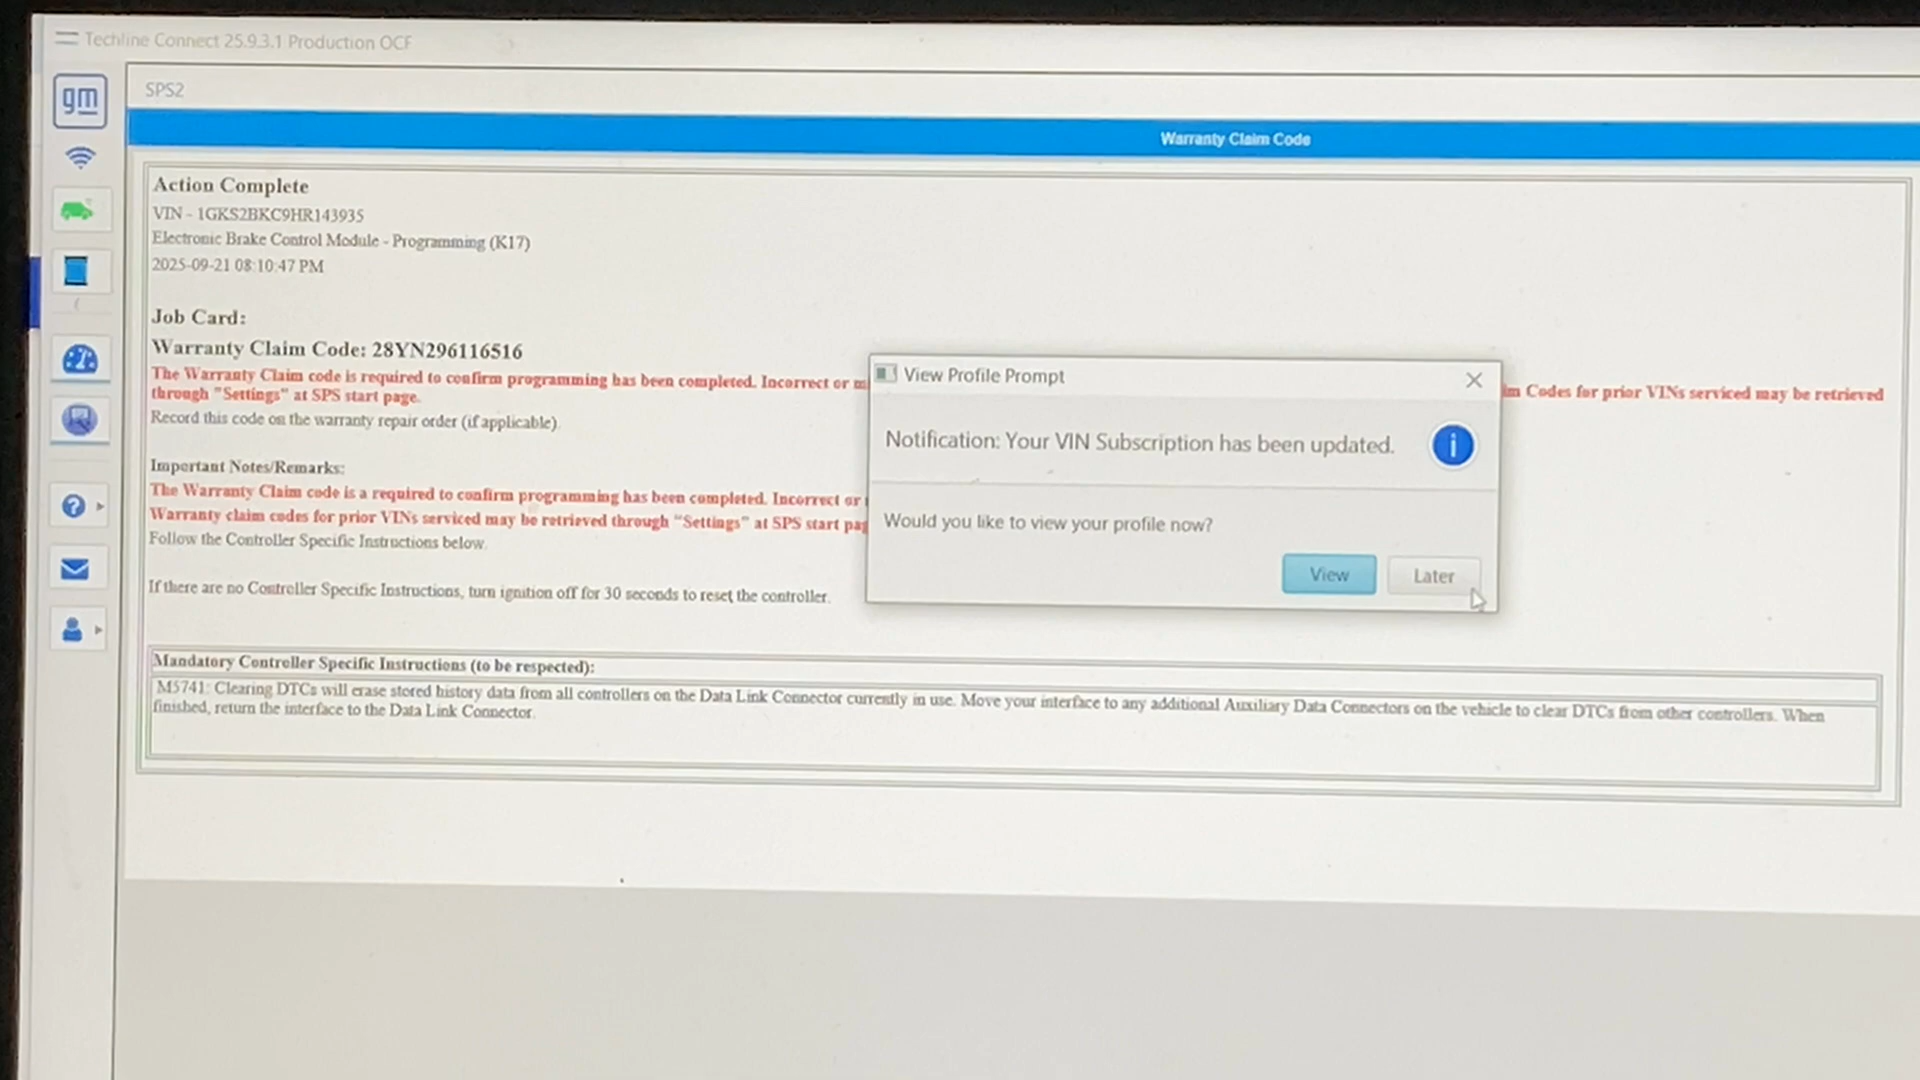 Techline Connect 25.9.3.1 Production OCF
gm
SPS2
Warranty Claim Code
Action Complete
VIN - 1GKS2BKC9HR143935
Electronic Brake Control Module - Programming (K17)
2025-09-21 08:10:47 PM
Job Card:
Warranty Claim Code: 28YN296116516
The Warranty Claim code is required to confirm programming has been completed. Incorrect or
Codes for prior VINs serviced may be retrieved
through "Settings" at SPS start page.
Record this code on the warranty repair order (if applicable).
Important Notes/Remarks:
The Warranty Claim code is a required to confirm programming has been completed. Incorrect or
Warranty claim codes for prior VINs serviced may be retrieved through "Settings" at SPS start
Follow the Controller Specific Instructions below.
If there are no Controller Specific Instructions, turn ignition off for 30 seconds to reset the controller.
View Profile Prompt
Notification: Your VIN Subscription has been updated.
Would you like to view your profile now?
View
Later
Mandatory Controller Specific Instructions (to be respected):
M5741: Clearing DTCs will erase stored history data from all controllers on the Data Link Connector currently in use. Move your interface to any additional Auxiliary Data Connectors on the vehicle to clear DTCs from other controllers. When
finished, return the interface to the Data Link Connector.